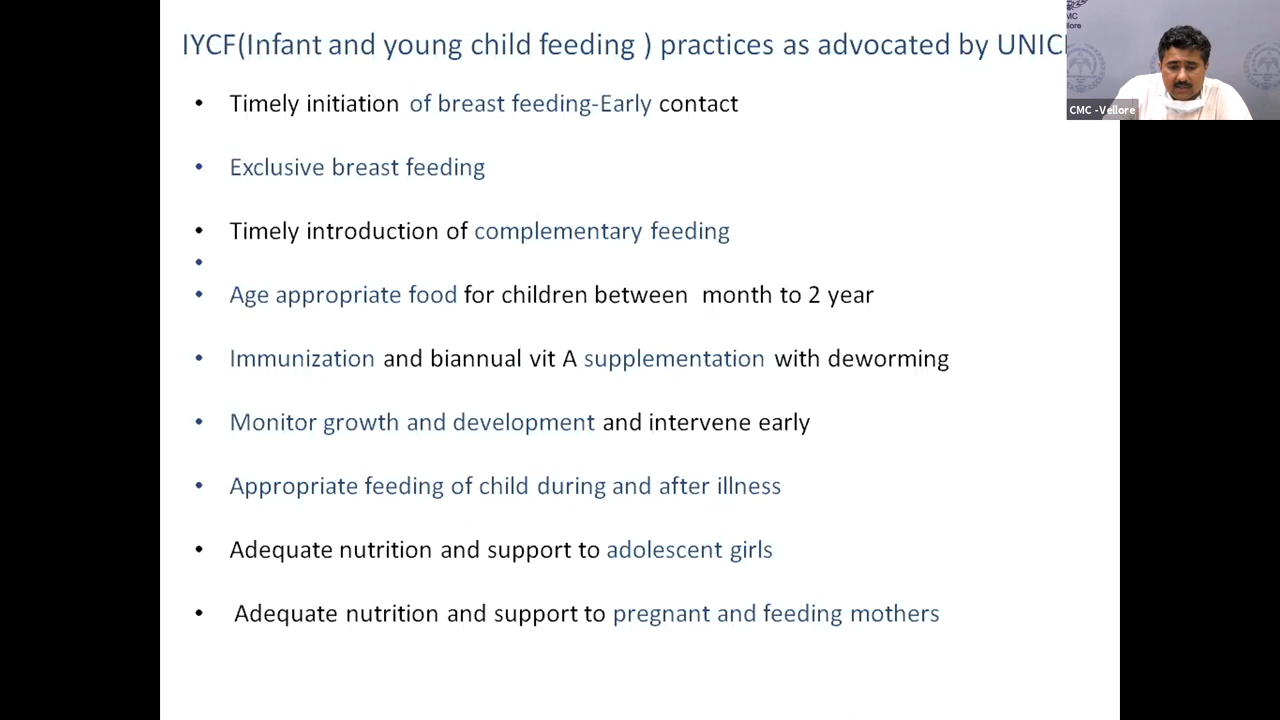 IYCF(Infant and young child feeding ) practices as advocated by
MC
CMC -Vellore
• Timely initiation of breast feeding-Early contact
• Exclusive breast feeding
• Timely introduction of complementary feeding
•
• Age appropriate food for children between month to 2 year
• Immunization and biannual vit A supplementation with deworming
• Monitor growth and development and intervene early
• Appropriate feeding of child during and after illness
• Adequate nutrition and support to adolescent girls
• Adequate nutrition and support to pregnant and feeding mothers